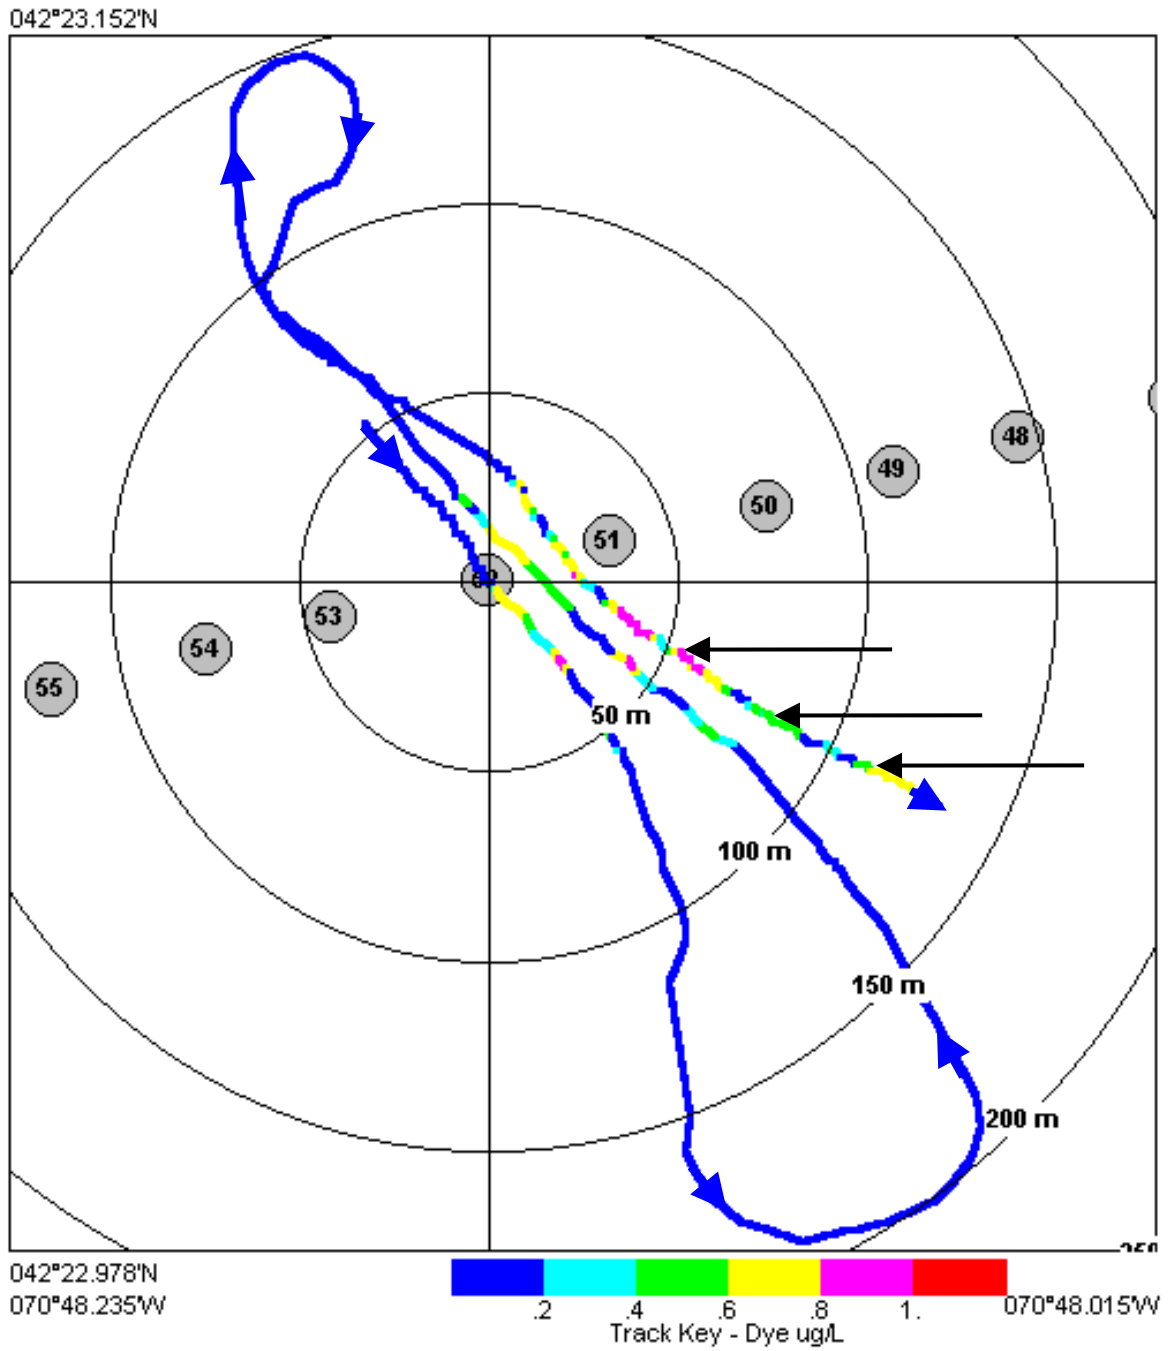 042°23.152'N
48
49
50
51
53
54
55
50 m
100 m
150 m
200 m
042°22.978'N
070°48.235'W
070°48.015'W
.2 .4 .6 .8 1.
Track Key - Dye ug/L